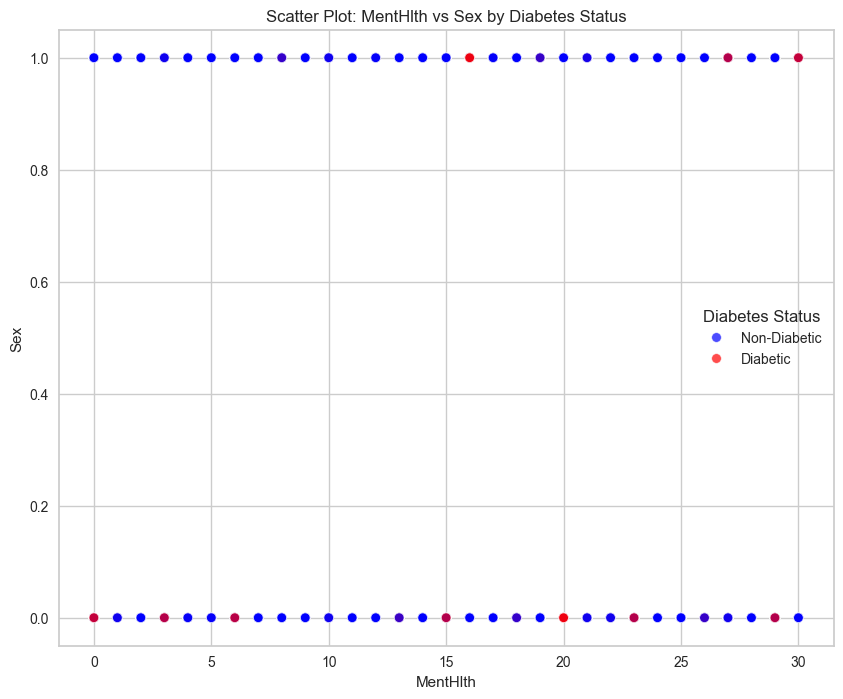 Scatter Plot: MentHlth vs Sex by Diabetes Status
1.0
0.8
0.6
0.4
0.2
0.0
Sex
Diabetes Status
Non-Diabetic
Diabetic
0 5 10 15 20 25 30
MentHlth